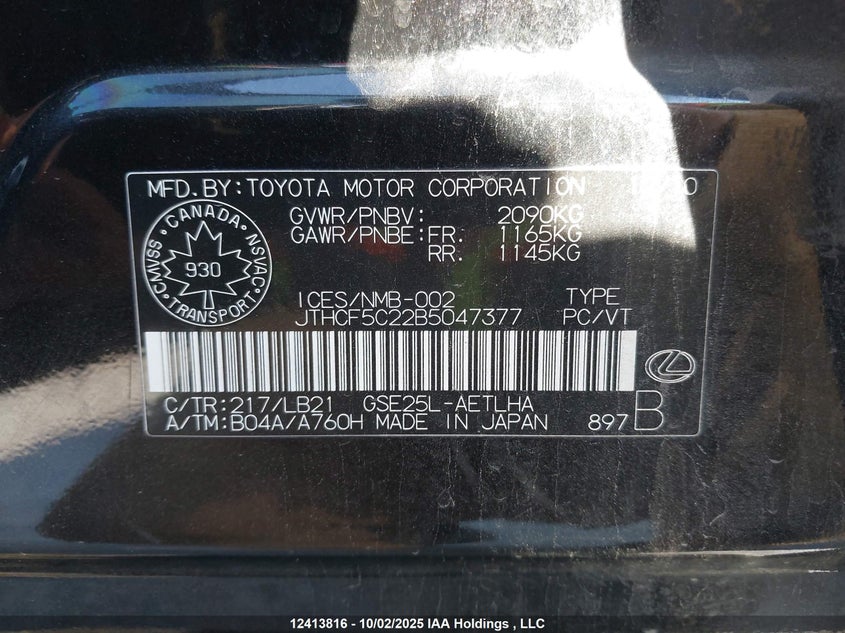 MFD.BY:TOYOTA MOTOR CORPORATION
GVWR/PNBV: 2090KG
GAWR/PNBE:FR: 1165KG
RR: 1145KG
CANADA
CMVSS NSVAC
930
TRANSPORT
ICES/NMB-002 TYPE
JTHCF5C22B5047377 PC/VT
C/TR:217/LB21 GSE25L-AETLHA
A/TM:B04A/A760H MADE IN JAPAN 897 B
12413816 - 10/02/2025 IAA Holdings , LLC